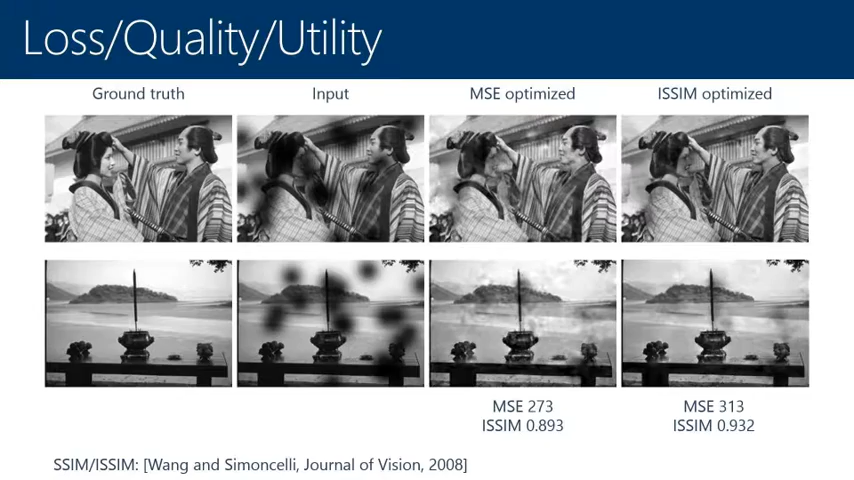 Loss/Quality/Utility
Ground truth
Input
MSE optimized
ISSIM optimized
MSE 273
ISSIM 0.893
MSE 313
ISSIM 0.932
SSIM/ISSIM: [Wang and Simoncelli, Journal of Vision, 2008]